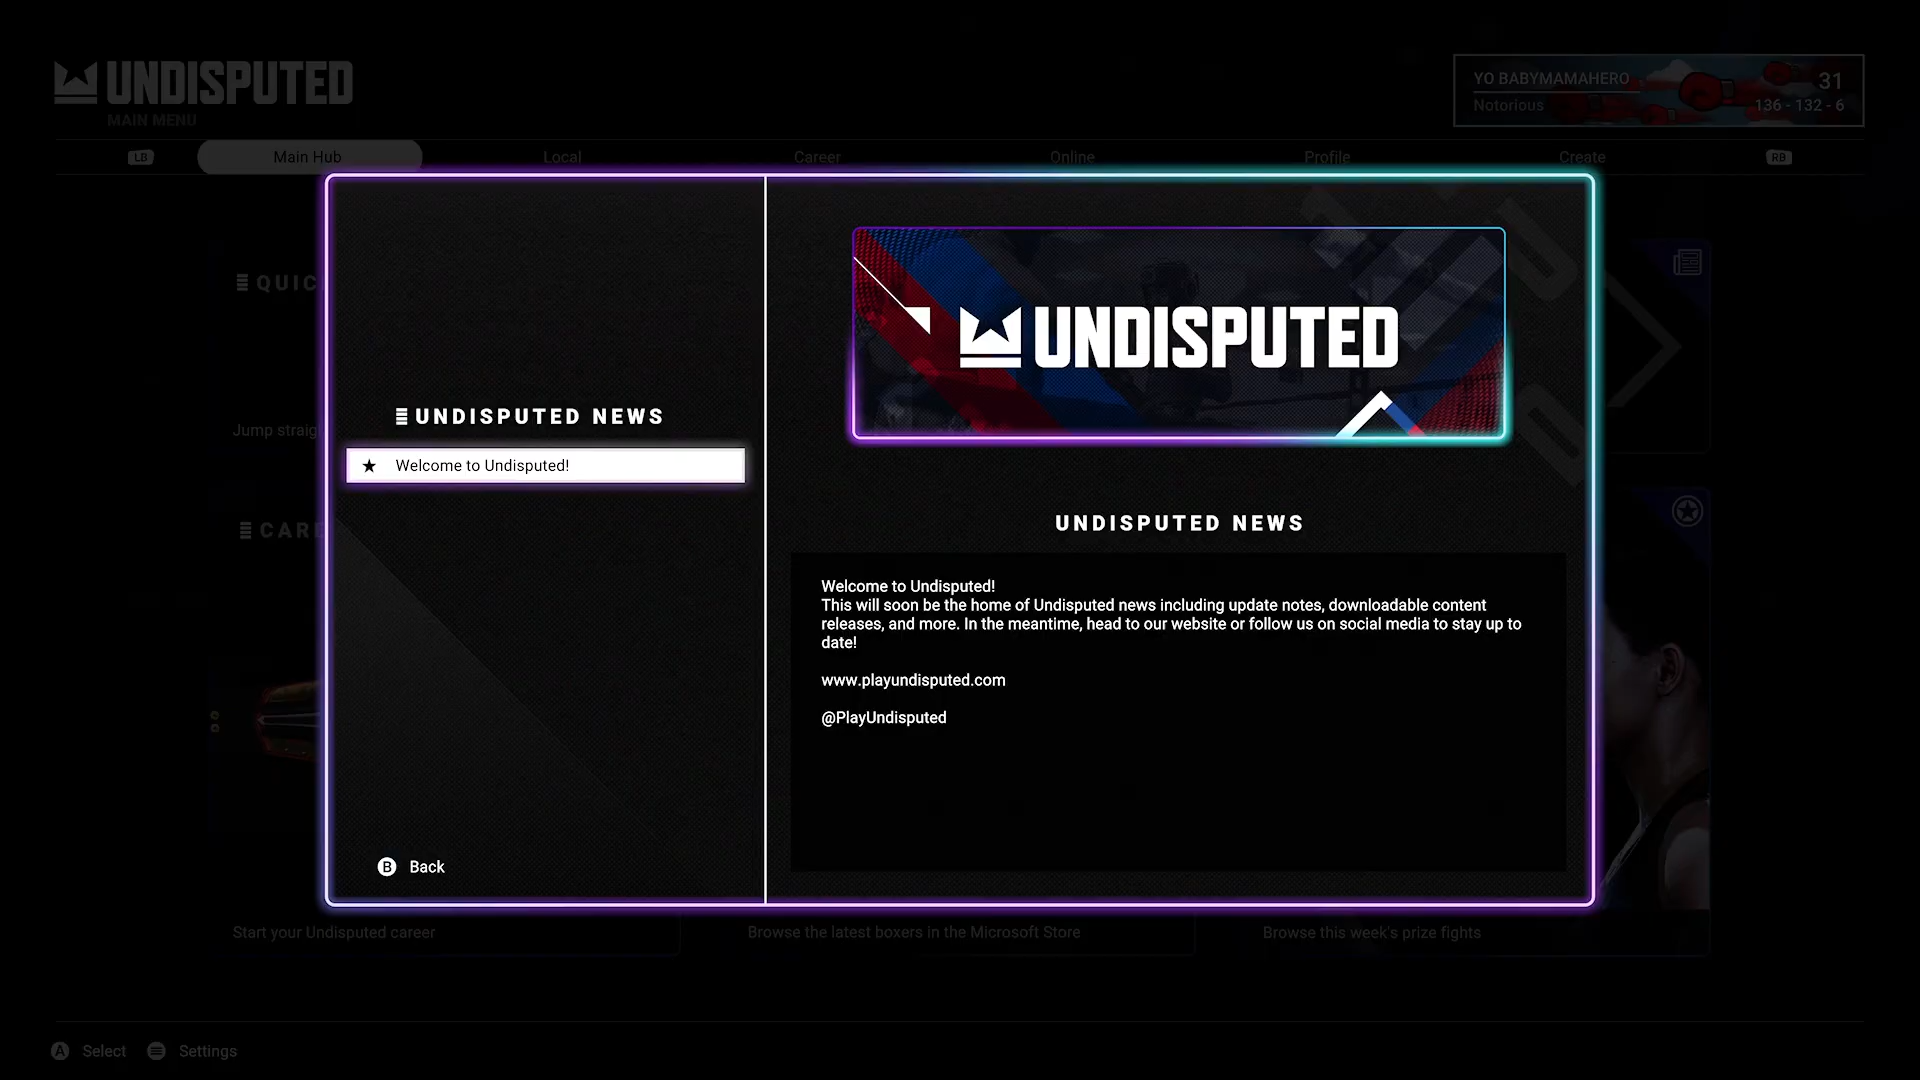 UNDISPUTED
MAIN MENU
YO BABYMAMAHERO
31
Notorious
136 - 132 - 6
LB
Main Hub
Local
Career
Online
Profile
Create
RB
QUIC
Jump straig
CARE
UNDISPUTED NEWS
Welcome to Undisputed!
B Back
UNDISPUTED
UNDISPUTED NEWS
Welcome to Undisputed!
This will soon be the home of Undisputed news including update notes, downloadable content
releases, and more. In the meantime, head to our website or follow us on social media to stay up to
date!
www.playundisputed.com
@PlayUndisputed
Start your Undisputed career
Browse the latest boxers in the Microsoft Store
Browse this week's prize fights
A Select
Settings